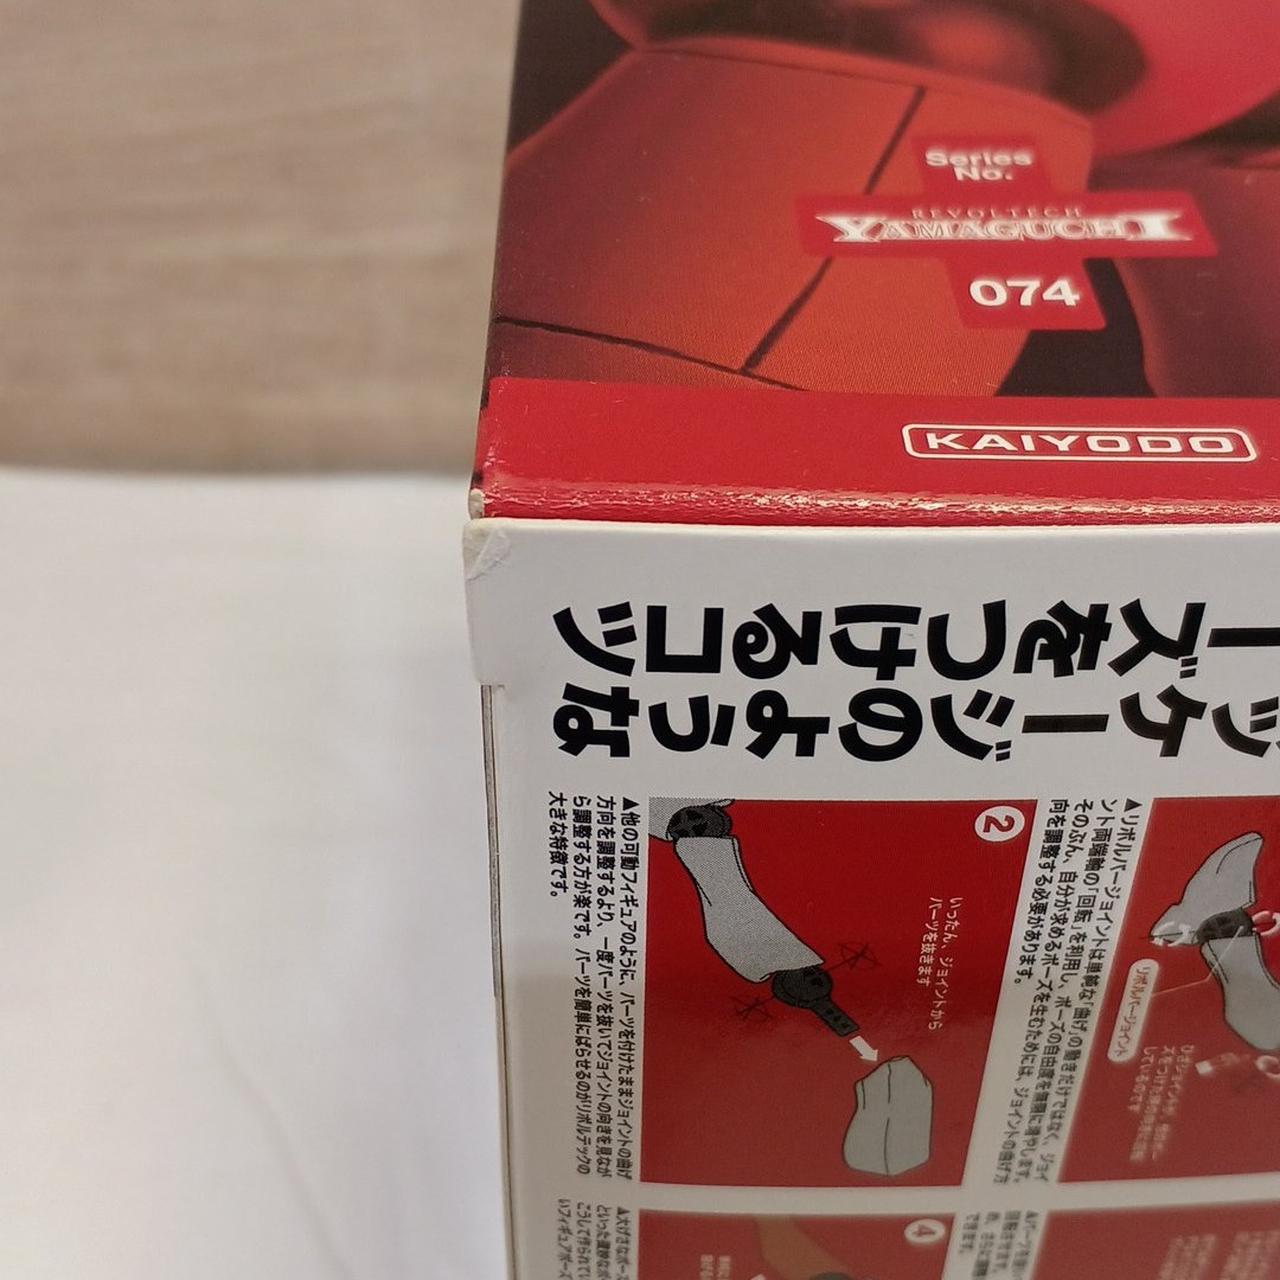 Series
No.
REVOLTECH
YAMAGUCHI
074
KAIYODO
ッケージのような
ーズをつけるコツ
▲リボルバージョイントは単純な「曲げ」の動きだけではなく、ジョイ
ント両端軸の「回転」を利用し、ポーズの自由度を無限に増やします。
そのぶん、自分が求めるポーズを生むためには、ジョイントの曲げ方
向を調整する必要があります。
リボルバージョイント
2
いったん、ジョイントから
パーツを抜きます
▲他の可動フィギュアのように、パーツを付けたままジョイントの曲げ
方向を調整するより、一度パーツを抜いてジョイントの向きを見なが
ら調整する方が楽です。パーツを簡単にばらせるのがリボルテックの
大きな特徴です。
4